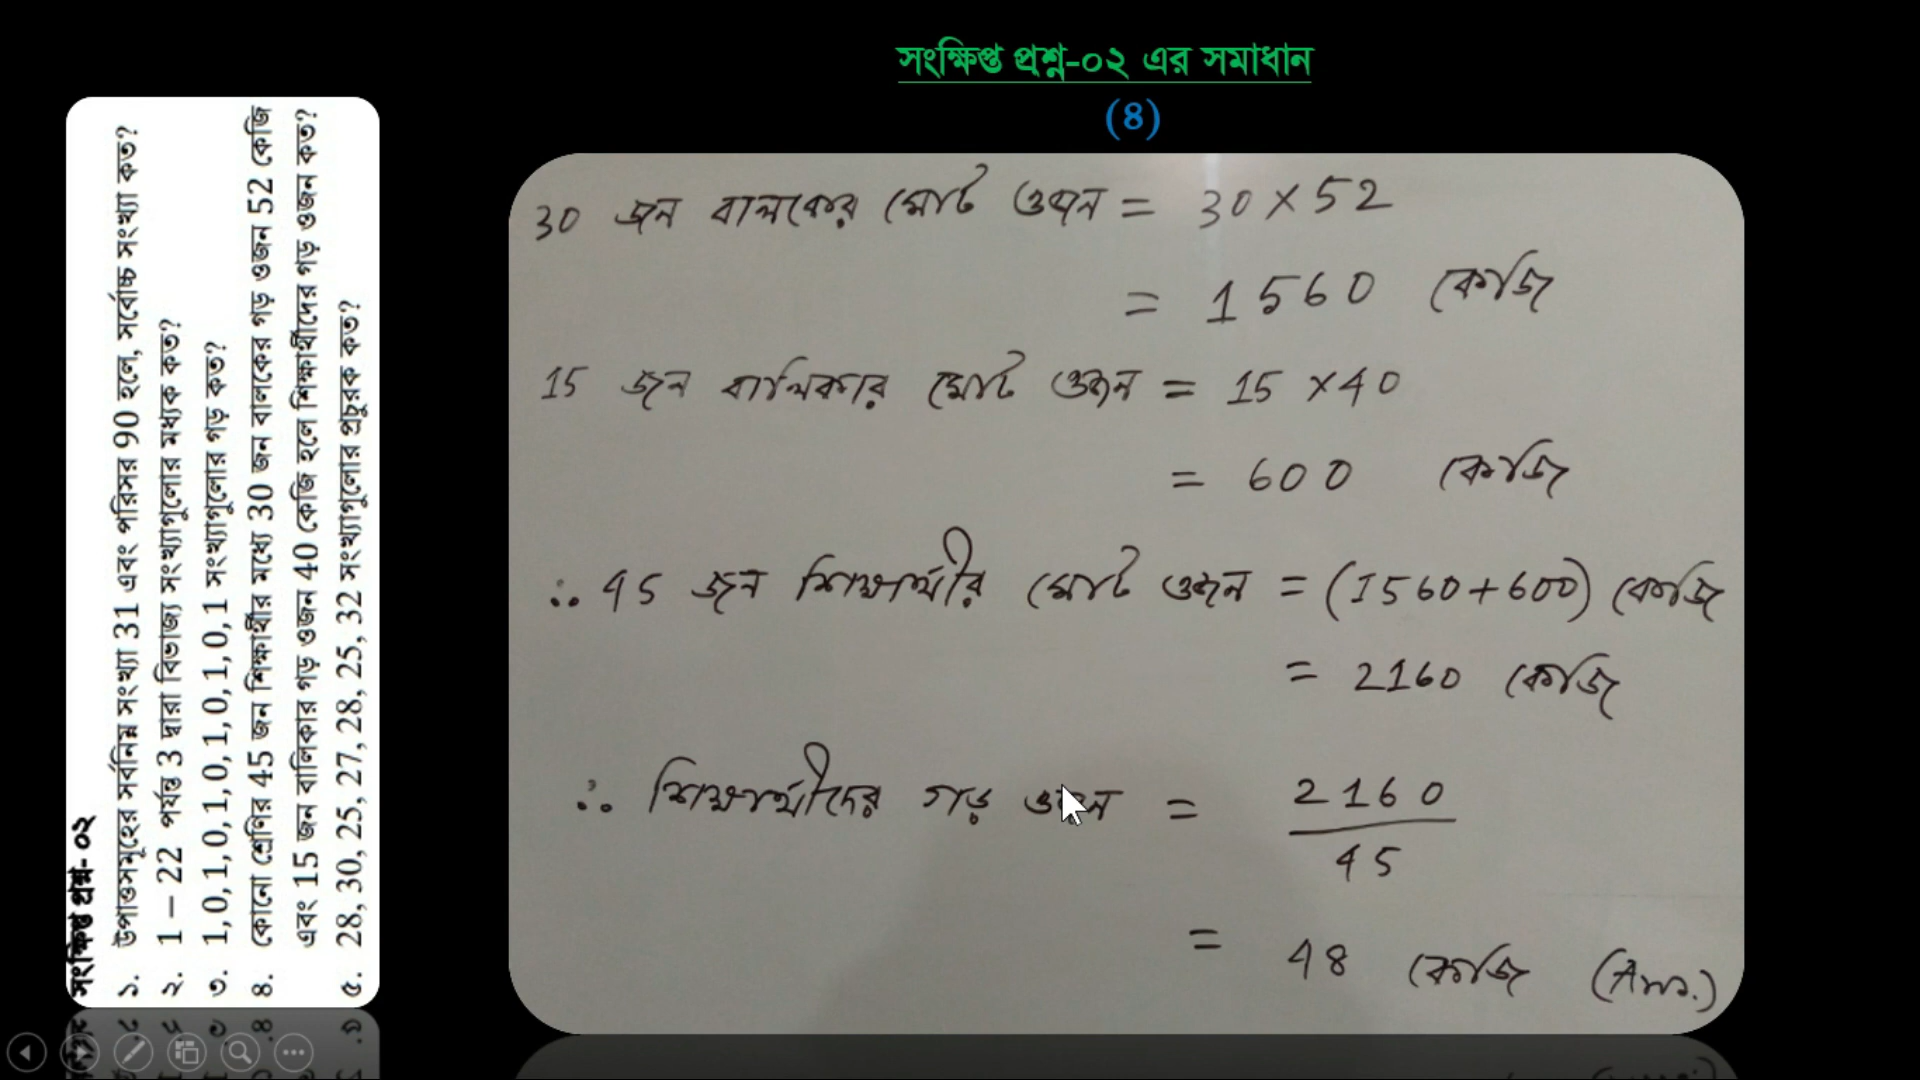 সংক্ষিপ্ত প্রশ্ন-০২ এর সমাধান
(৪)
সংক্ষিপ্ত প্রশ্ন- ০২
১. উপাত্তসমূহের সর্বনিম্ন সংখ্যা 31 এবং পরিসর 90 হলে, সর্বোচ্চ সংখ্যা কত?
২. 1 – 22 পর্যন্ত 3 দ্বারা বিভাজ্য সংখ্যাগুলোর মধ্যক কত?
৩. 1, 0, 1, 0, 1, 0, 1, 0, 1, 0, 1, 0, 1 সংখ্যাগুলোর গড় কত?
৪. কোনো শ্রেণির 45 জন শিক্ষার্থীর মধ্যে 30 জন বালকের গড় ওজন 52 কেজি
এবং 15 জন বালিকার গড় ওজন 40 কেজি হলে শিক্ষার্থীদের গড় ওজন কত?
৫. 28, 30, 25, 27, 28, 25, 32 সংখ্যাগুলোর প্রচুরক কত?
30 জন বালকের মোট ওজন = 30 × 52
= 1560 কেজি
15 জন বালিকার মোট ওজন = 15 × 40
= 600 কেজি
∴ 45 জন শিক্ষার্থীর মোট ওজন = (1560+600) কেজি
= 2160 কেজি
∴ শিক্ষার্থীদের গড় ওজন = 2160
45
= 48 কেজি (Ans.)